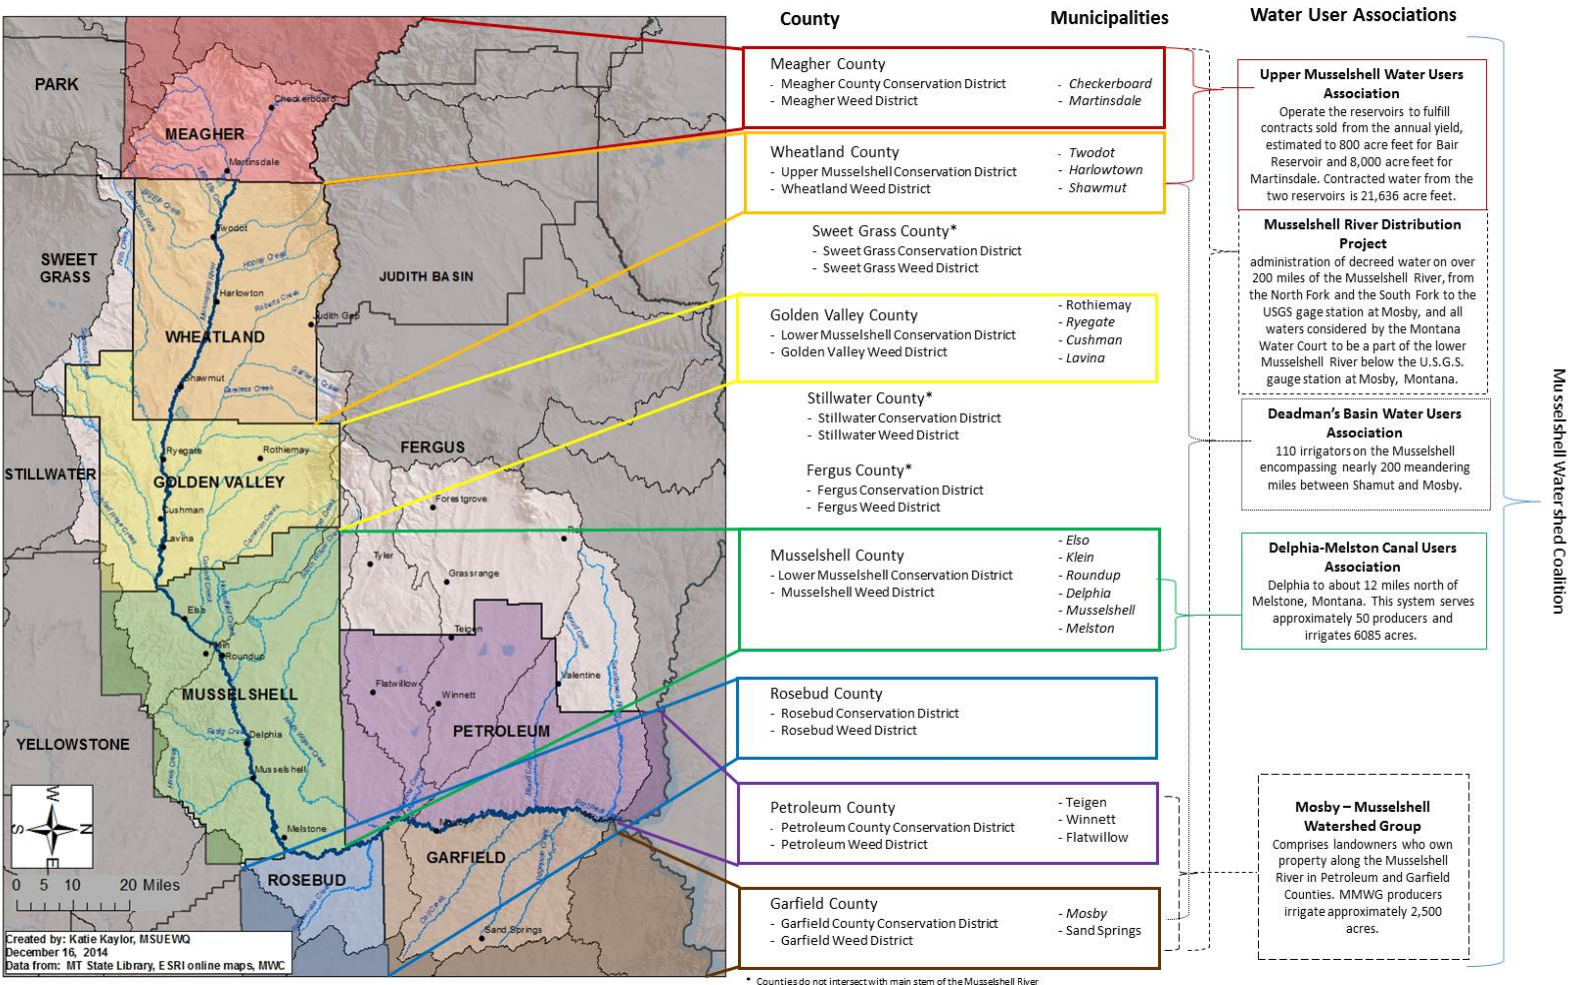 County
Municipalities
Water User Associations
Meagher County
- Meagher County Conservation District
- Meagher Weed District
- Checkerboard
- Martinsdale
Wheatland County
- Upper Musselshell Conservation District
- Wheatland Weed District
- Twodot
- Harlowtown
- Shawmut
Sweet Grass County*
- Sweet Grass Conservation District
- Sweet Grass Weed District
Golden Valley County
- Lower Musselshell Conservation District
- Golden Valley Weed District
- Rothiemay
- Ryegate
- Cushman
- Lavina
Stillwater County*
- Stillwater Conservation District
- Stillwater Weed District
Fergus County*
- Fergus Conservation District
- Fergus Weed District
Musselshell County
- Lower Musselshell Conservation District
- Musselshell Weed District
- Elso
- Klein
- Roundup
- Delphia
- Musselshell
- Melston
Rosebud County
- Rosebud Conservation District
- Rosebud Weed District
Petroleum County
- Petroleum County Conservation District
- Petroleum Weed District
- Teigen
- Winnett
- Flatwillow
Garfield County
- Garfield County Conservation District
- Garfield Weed District
- Mosby
- Sand Springs
* Counties do not intersect with main stem of the Musselshell River
Upper Musselshell Water Users
Association
Operate the reservoirs to fulfill
contracts sold from the annual yield,
estimated to 800 acre feet for Bair
Reservoir and 8,000 acre feet for
Martinsdale. Contracted water from the
two reservoirs is 21,636 acre feet.
Musselshell River Distribution
Project
administration of decreed water on over
200 miles of the Musselshell River, from
the North Fork and the South Fork to the
USGS gage station at Mosby, and all
waters considered by the Montana
Water Court to be a part of the lower
Musselshell River below the U.S.G.S.
gauge station at Mosby, Montana.
Deadman's Basin Water Users
Association
110 irrigators on the Musselshell
encompassing nearly 200 meandering
miles between Shamut and Mosby.
Delphia-Melston Canal Users
Association
Delphia to about 12 miles north of
Melstone, Montana. This system serves
approximately 50 producers and
irrigates 6085 acres.
Mosby – Musselshell
Watershed Group
Comprises landowners who own
property along the Musselshell
River in Petroleum and Garfield
Counties. MMWG producers
irrigate approximately 2,500
acres.
Musselshell Watershed Coalition
PARK
MEAGHER
Checkerboard
Martinsdale
SWEET
GRASS
Twodot
Hopley Creek
JUDITH BASIN
Harlowton
Roberts Creek
Judith Gap
WHEATLAND
Shawmut
Careless Creek
STILLWATER
Ryegate
Rothiemay
FERGUS
GOLDEN VALLEY
Cushman
Lavina
Forestgrove
Tyler
Grassrange
Elso
Klein
Roundup
Teigen
MUSSELSHELL
Flatwillow
Winnett
Valentine
PETROLEUM
YELLOWSTONE
Delphia
Musselshell
Melstone
Mosby
GARFIELD
ROSEBUD
Sand Springs
W
S
N
E
0 5 10 20 Miles
Created by: Katie Kaylor, MSUEWQ
December 16, 2014
Data from: MT State Library, ESRI online maps, MWC